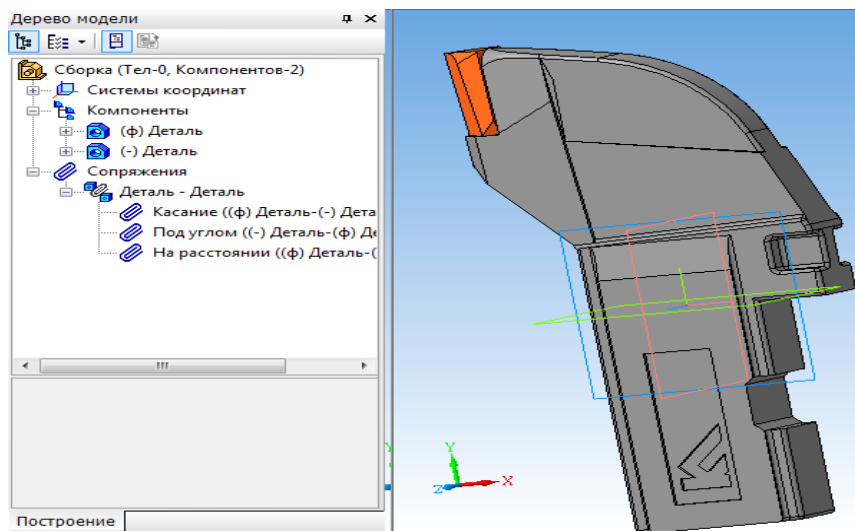 Дерево модели
Сборка (Тел-0, Компонентов-2)
Системы координат
Компоненты
(ф) Деталь
(-) Деталь
Сопряжения
Деталь - Деталь
Касание ((ф) Деталь-(-) Дета
Под углом ((-) Деталь-(ф) Де
На расстоянии ((ф) Деталь-(
Построение
Y
Y
Z
X